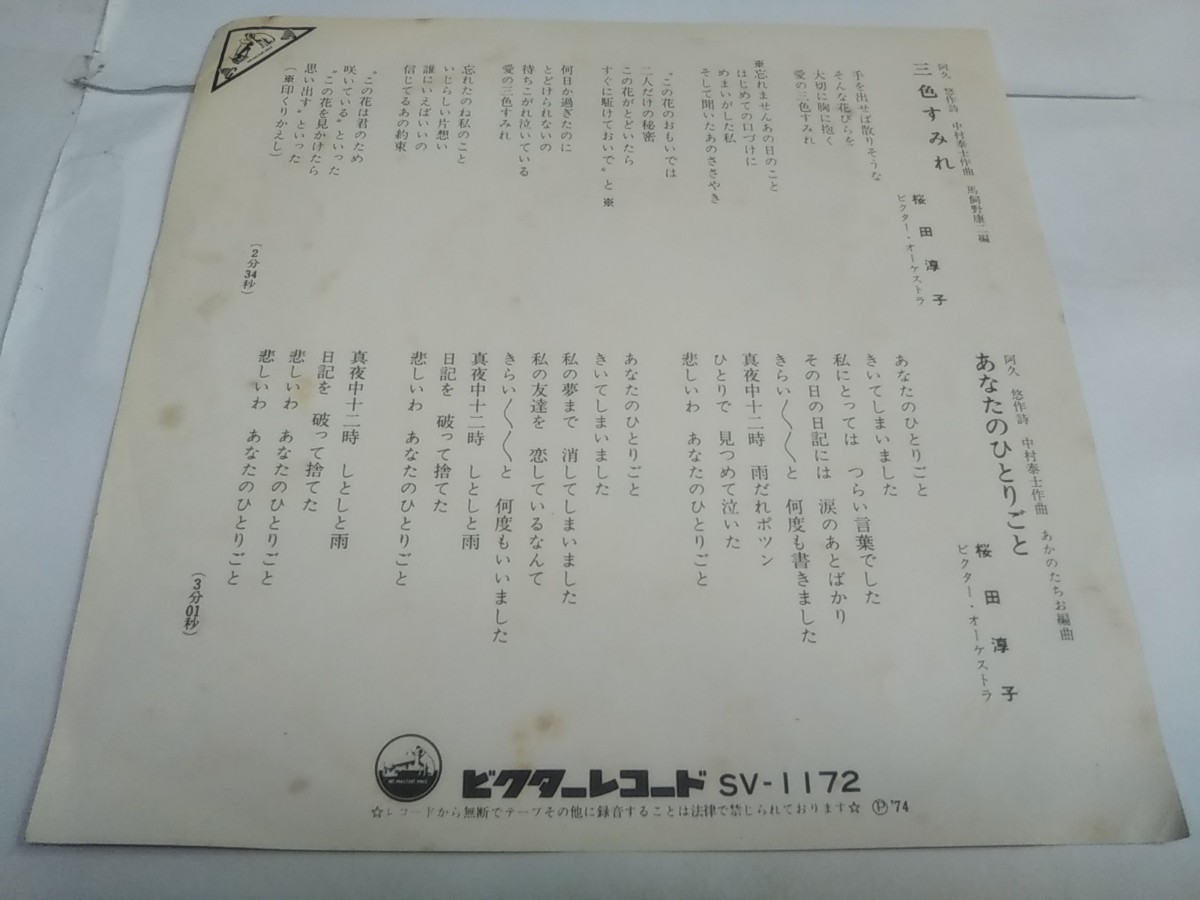 三色すみれ
阿久 悠作詩 中村泰士作曲 馬飼野康二編
桜田淳子
ビクター・オーケストラ
手を出せば散りそうな
そんな花びらを
大切に胸に抱く
愛の三色すみれ
※忘れませんあの日のこと
はじめての口づけに
めまいがした私
そして聞いたあのささやき
〝この花のおもいでは
二人だけの秘密
この花がとどいたら
すぐに駆けておいで〟と ※
何日か過ぎたのに
とどけられないの
待ちこがれ泣いている
愛の三色すみれ
忘れたのね私のこと
いじらしい片想い
誰にいえばいいの
信じてるあの約束
〝この花は君のため
咲いている〟といった
〝この花を見かけたら
思い出す〟といった
(※印くりかえし)
(2分34秒)
あなたのひとりごと
阿久 悠作詩 中村泰士作曲 あかのたちお編曲
桜田淳子
ビクター・オーケストラ
あなたのひとりごと
きいてしまいました
私にとっては つらい言葉でした
その日の日記には 涙のあとばかり
きらい〱〱と 何度も書きました
真夜中十二時 雨だれポツン
ひとりで 見つめて泣いた
悲しいわ あなたのひとりごと
あなたのひとりごと
きいてしまいました
私の夢まで 消してしまいました
私の友達を 恋しているなんて
きらい〱〱と 何度もいいました
真夜中十二時 しとしと雨
日記を 破って捨てた
悲しいわ あなたのひとりごと
真夜中十二時 しとしと雨
日記を 破って捨てた
悲しいわ あなたのひとりごと
悲しいわ あなたのひとりごと
(3分01秒)
ビクターレコード SV-1172
☆レコードから無断でテープその他に録音することは法律で禁じられております☆ Ⓟ'74